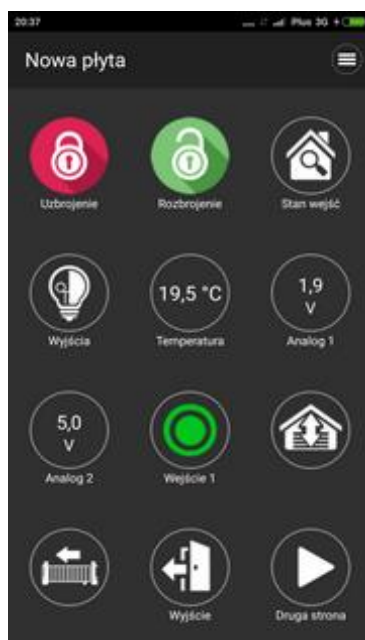 20:37
Plus 3G
Nowa płyta
Uzbrojenie
Rozbrojenie
Stan wejść
Wyjścia
19,5 °C
Temperatura
1,9
V
Analog 1
5,0
V
Analog 2
Wejście 1
Wyjście
Druga strona